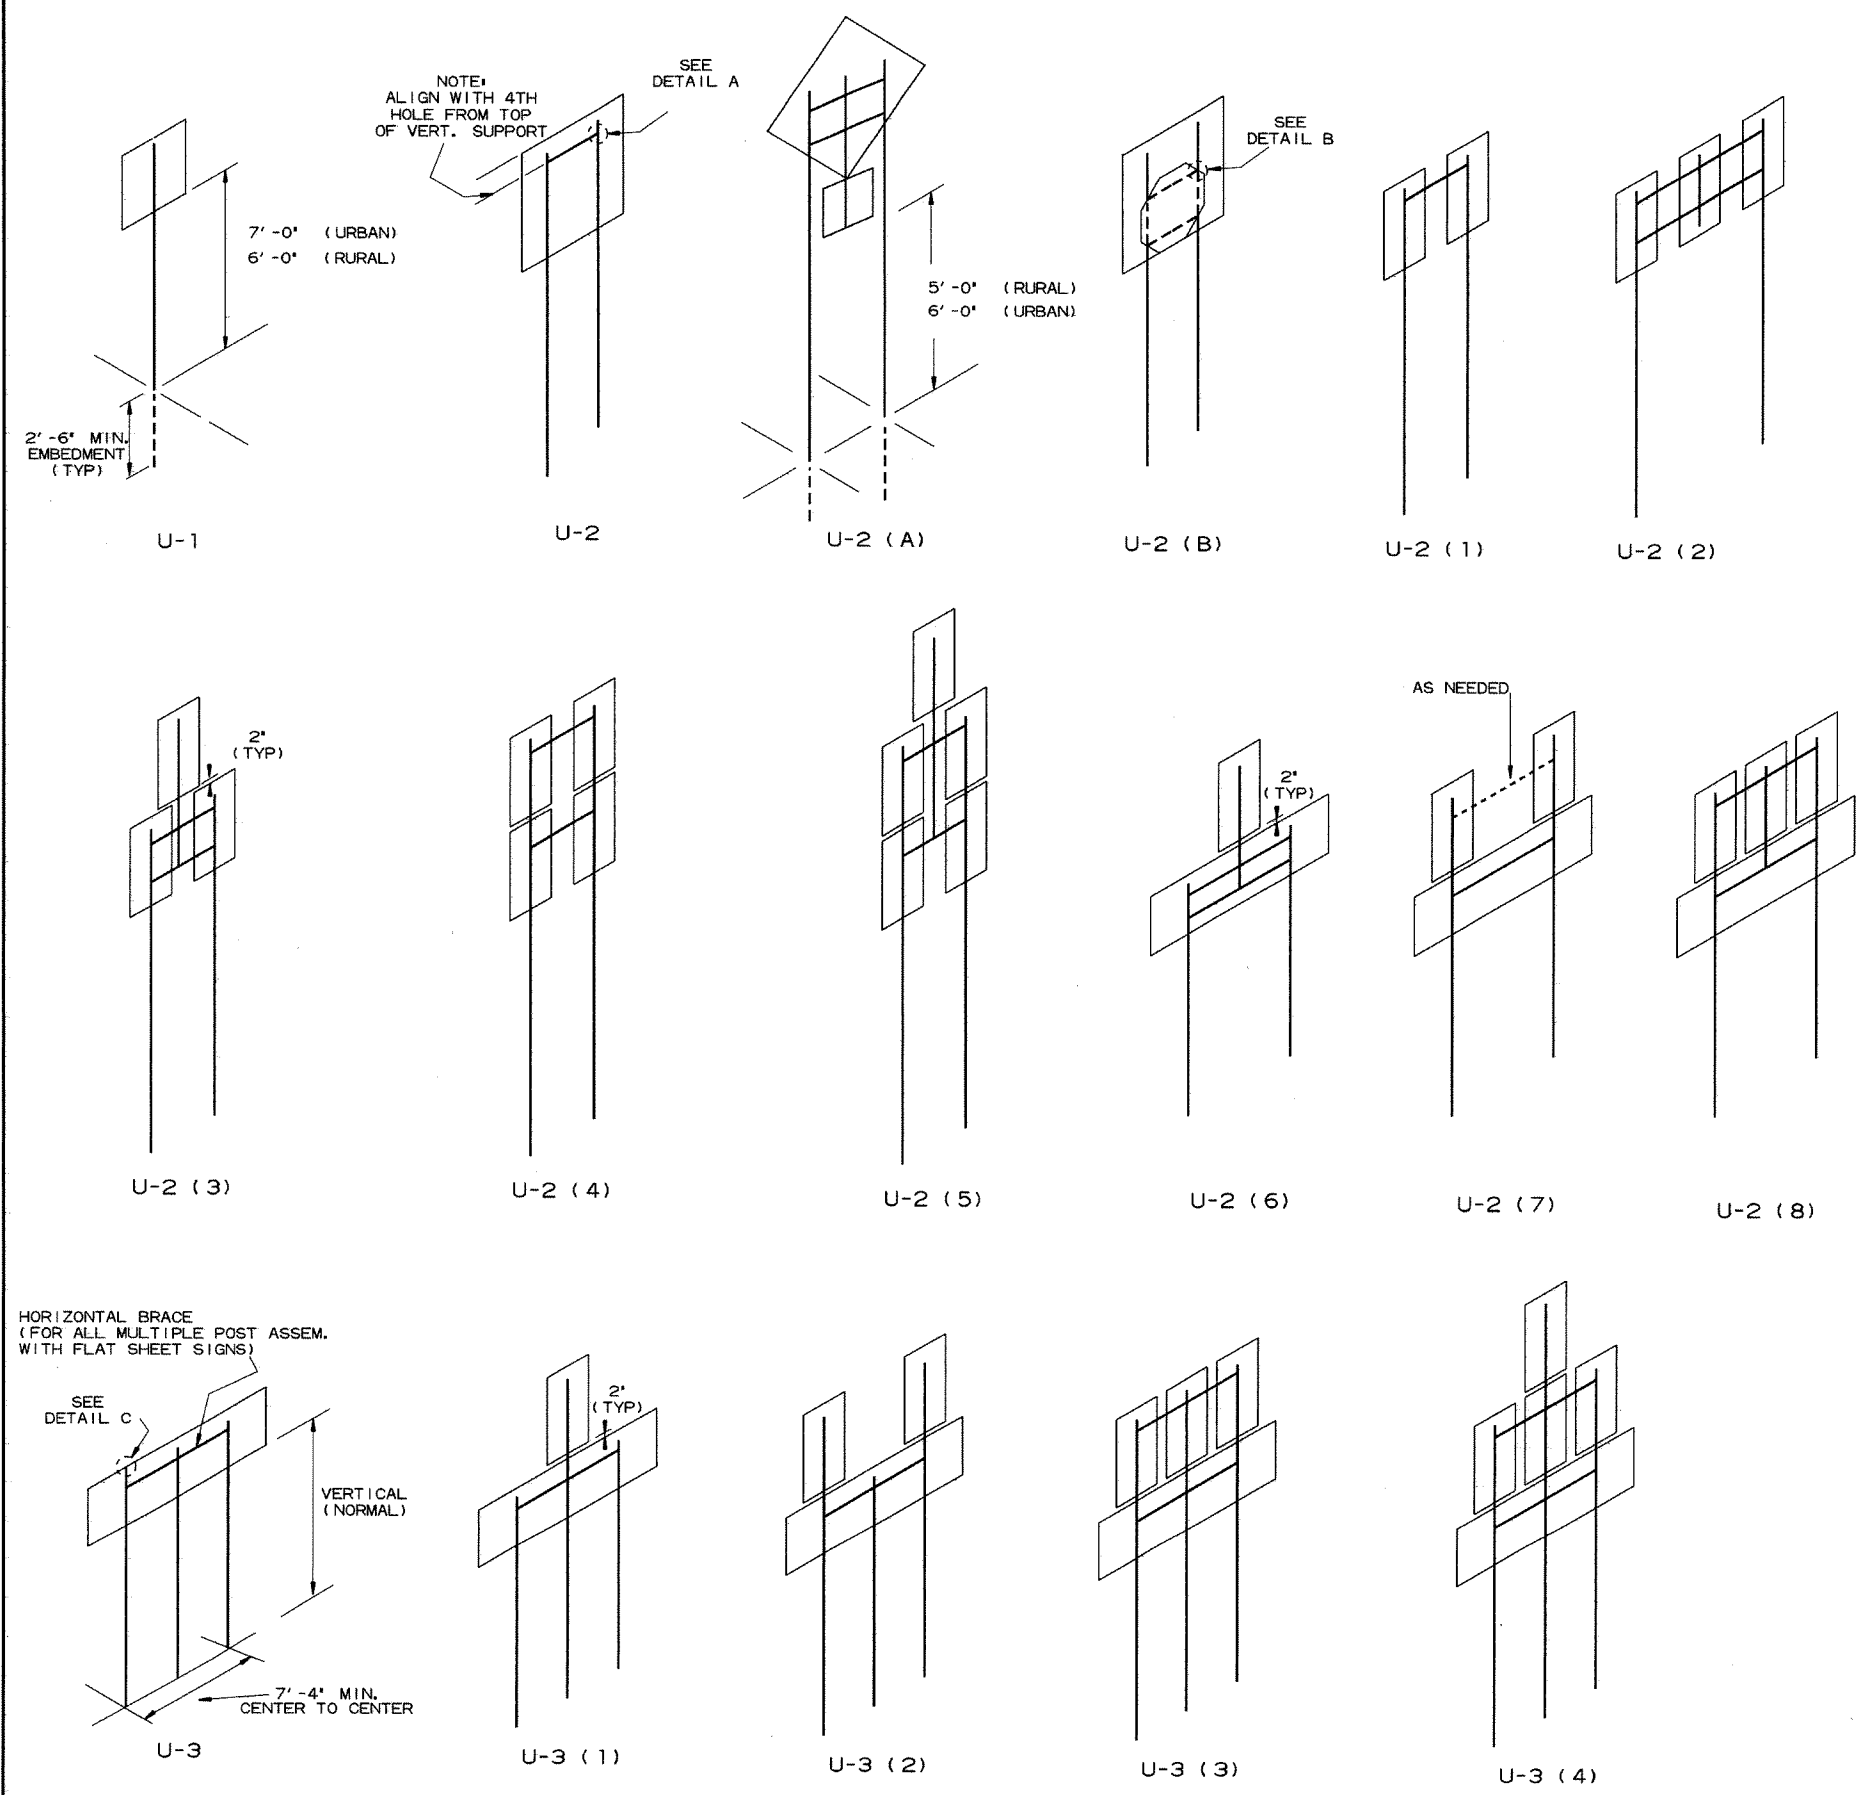 NOTE:
ALIGN WITH 4TH
HOLE FROM TOP
OF VERT. SUPPORT
SEE
DETAIL A
SEE
DETAIL B
7'-0" (URBAN)
6'-0" (RURAL)
5'-0" (RURAL)
6'-0" (URBAN)
2'-6" MIN.
EMBEDMENT
(TYP)
U-1
U-2
U-2 (A)
U-2 (B)
U-2 (1)
U-2 (2)
2"
(TYP)
2"
(TYP)
AS NEEDED
U-2 (3)
U-2 (4)
U-2 (5)
U-2 (6)
U-2 (7)
U-2 (8)
HORIZONTAL BRACE
(FOR ALL MULTIPLE POST ASSEM.
WITH FLAT SHEET SIGNS)
SEE
DETAIL C
2"
(TYP)
VERTICAL
(NORMAL)
7'-4" MIN.
CENTER TO CENTER
U-3
U-3 (1)
U-3 (2)
U-3 (3)
U-3 (4)